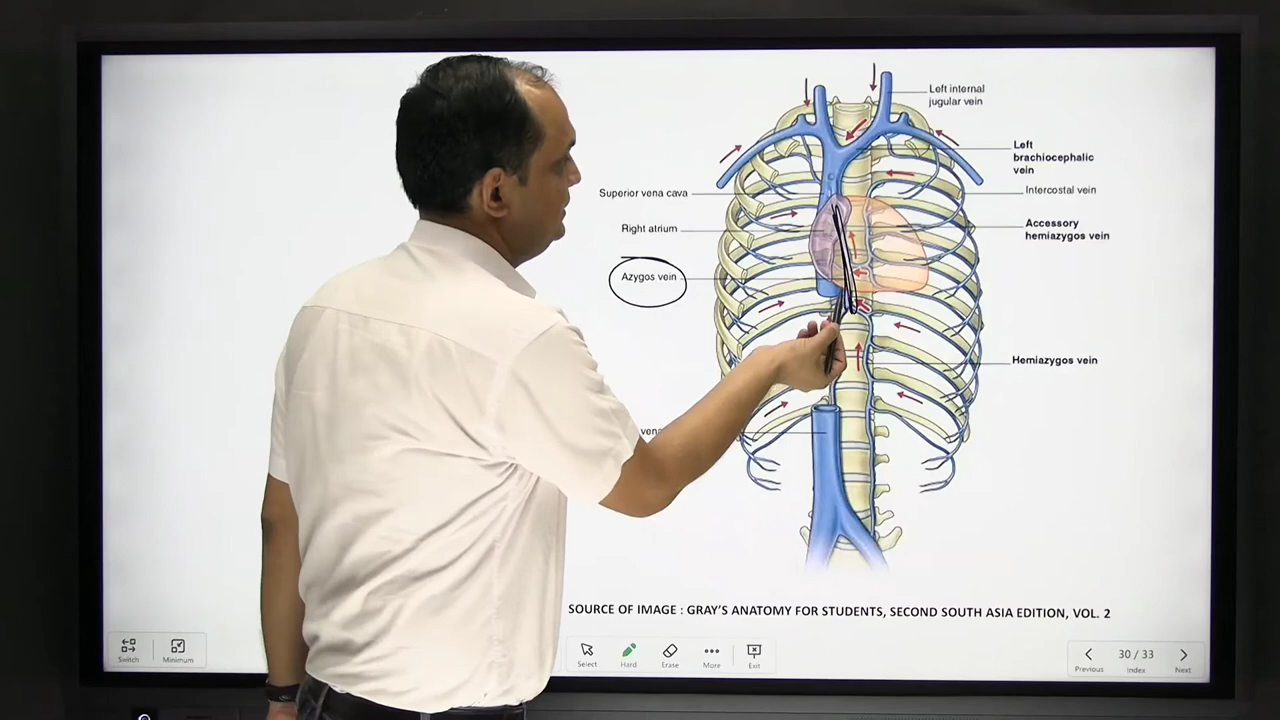 Left internal
jugular vein
Left
brachiocephalic
vein
Superior vena cava
Intercostal vein
Right atrium
Accessory
hemiazygos vein
Azygos vein
Hemiazygos vein
SOURCE OF IMAGE : GRAY'S ANATOMY FOR STUDENTS, SECOND SOUTH ASIA EDITION, VOL. 2
Switch
Minimum
Select
Hard
Erase
More
Exit
Previous
30 / 33
Index
Next